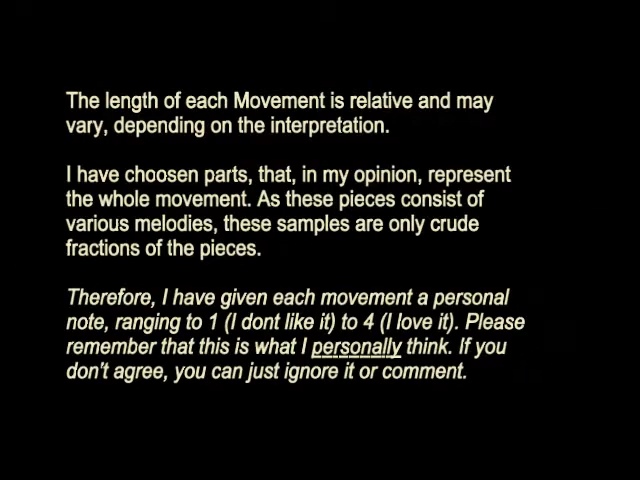 The length of each Movement is relative and may
vary, depending on the interpretation.
I have choosen parts, that, in my opinion, represent
the whole movement. As these pieces consist of
various melodies, these samples are only crude
fractions of the pieces.
Therefore, I have given each movement a personal
note, ranging to 1 (I dont like it) to 4 (I love it). Please
remember that this is what I personally think. If you
don't agree, you can just ignore it or comment.